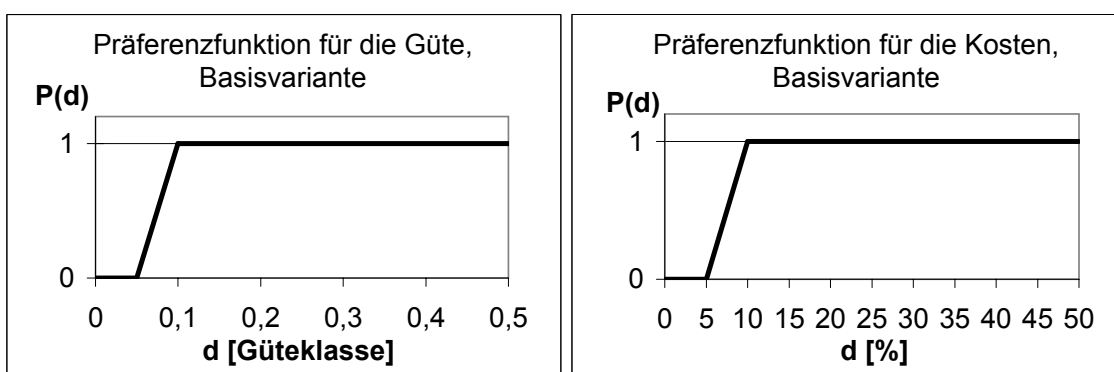 Präferenzfunktion für die Güte,
Basisvariante
P(d)
1
0
0 0,1 0,2 0,3 0,4 0,5
d [Güteklasse]
Präferenzfunktion für die Kosten,
Basisvariante
P(d)
1
0
0 5 10 15 20 25 30 35 40 45 50
d [%]